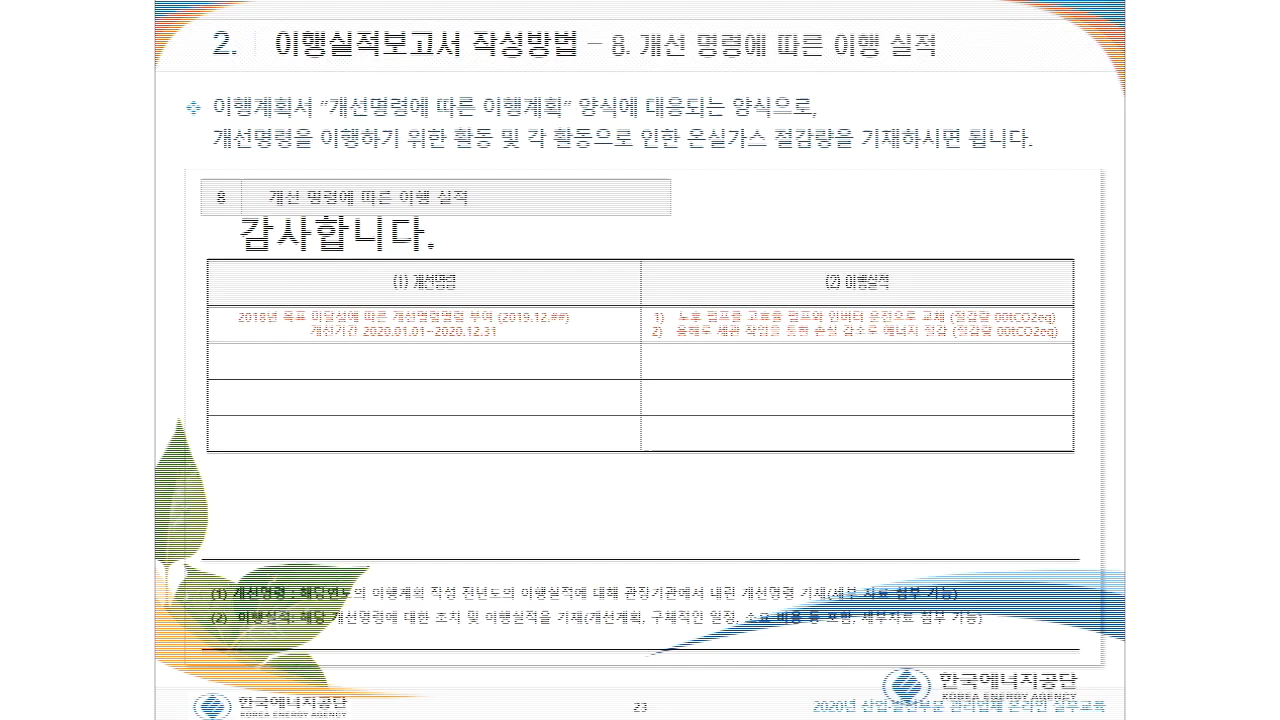 2. 이행실적보고서 작성방법 – 8. 개선 명령에 따른 이행 실적
이행계획서 “개선명령에 따른 이행계획” 양식에 대응되는 양식으로,
개선명령을 이행하기 위한 활동 및 각 활동으로 인한 온실가스 절감량을 기재하시면 됩니다.
8 개선 명령에 따른 이행 실적
감사합니다.
(1) 개선명령 (2) 이행실적
2018년 목표 미달성에 따른 개선명령 부여 (2019.12.##)
개선기간 2020.01.01~2020.12.31
1) 노후 펌프를 고효율 펌프와 인버터 운전으로 교체 (절감량 00tCO2eq)
2) 용해로 세관 작업을 통한 손실 감소로 에너지 절감 (절감량 00tCO2eq)
(1) 개선명령 : 해당연도의 이행계획 작성 전년도의 이행실적에 대해 관장기관에서 내린 개선명령 기재(세부 자료 첨부 가능)
(2) 이행실적: 해당 개선명령에 대한 조치 및 이행실적을 기재(개선계획, 구체적인 일정, 소요 비용 등 포함, 세부자료 첨부 가능)
한국에너지공단
KOREA ENERGY AGENCY
한국에너지공단
KOREA ENERGY AGENCY
23
2020년 산업·발전부문 관리업체 온라인 실무교육